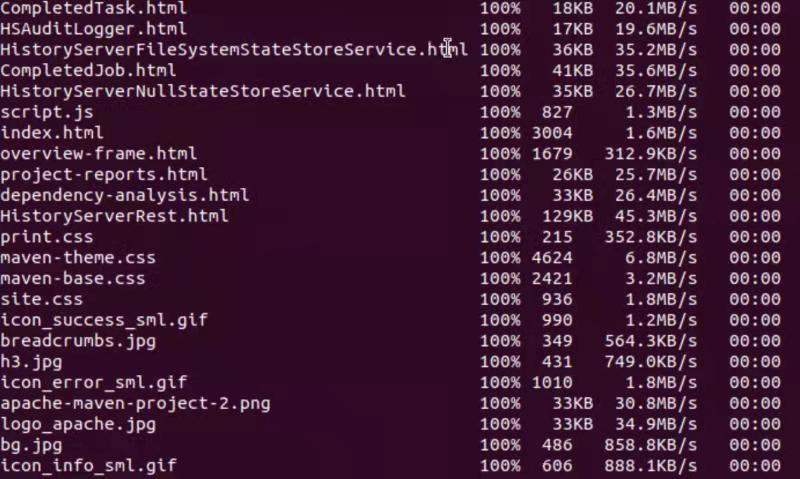 CompletedTask.html 100% 18KB 20.1MB/s 00:00
HSAuditLogger.html 100% 17KB 19.6MB/s 00:00
HistoryServerFileSystemStateStoreService.html 100% 36KB 35.2MB/s 00:00
CompletedJob.html 100% 41KB 35.6MB/s 00:00
HistoryServerNullStateStoreService.html 100% 35KB 26.7MB/s 00:00
script.js 100% 827 1.3MB/s 00:00
index.html 100% 3004 1.6MB/s 00:00
overview-frame.html 100% 1679 312.9KB/s 00:00
project-reports.html 100% 26KB 25.7MB/s 00:00
dependency-analysis.html 100% 33KB 26.4MB/s 00:00
HistoryServerRest.html 100% 129KB 45.3MB/s 00:00
print.css 100% 215 352.8KB/s 00:00
maven-theme.css 100% 4624 6.8MB/s 00:00
maven-base.css 100% 2421 3.2MB/s 00:00
site.css 100% 936 1.8MB/s 00:00
icon_success_sml.gif 100% 990 1.2MB/s 00:00
breadcrumbs.jpg 100% 349 564.3KB/s 00:00
h3.jpg 100% 431 749.0KB/s 00:00
icon_error_sml.gif 100% 1010 1.8MB/s 00:00
apache-maven-project-2.png 100% 33KB 30.8MB/s 00:00
logo_apache.jpg 100% 33KB 34.9MB/s 00:00
bg.jpg 100% 486 858.8KB/s 00:00
icon_info_sml.gif 100% 606 888.1KB/s 00:00